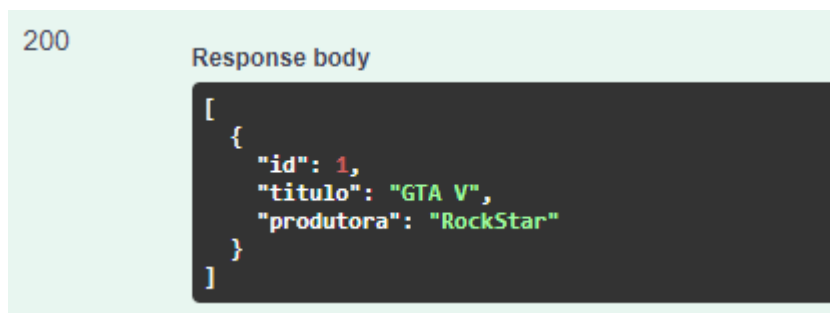 200
Response body
[
{
"id": 1,
"titulo": "GTA V",
"produtora": "RockStar"
}
]